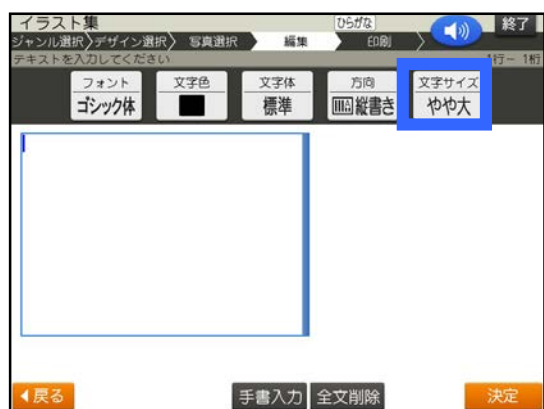 イラスト集 ひらがな 終了
ジャンル選択〉デザイン選択〉 写真選択 編集 印刷
テキストを入力してください 1行- 1桁
フォント 文字色 文字体 方向 文字サイズ
ゴシック体 標準 縦書き やや大
戻る 手書入力 全文削除 決定